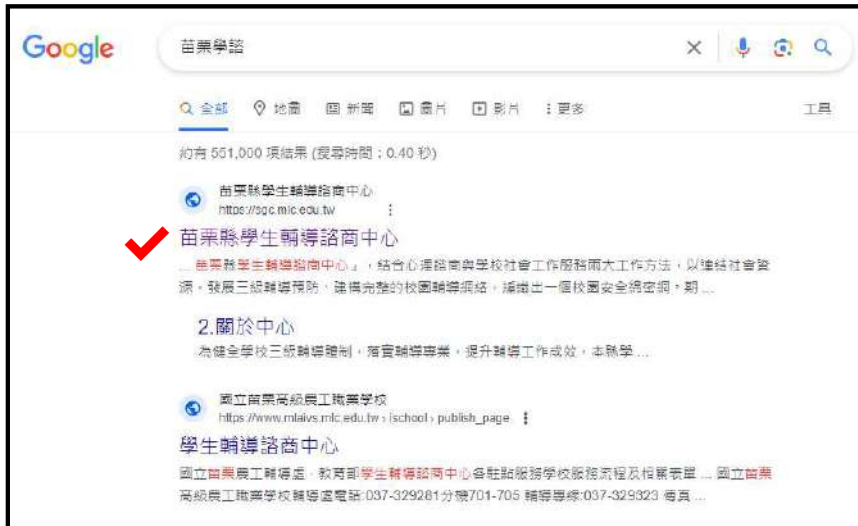 Google
苗栗學諮
全部 地圖 新聞 圖片 影片 更多 工具
約有 551,000 項結果 (搜尋時間:0.40 秒)
苗栗縣學生輔導諮商中心
https://sgc.mlc.edu.tw
苗栗縣學生輔導諮商中心
... 苗栗縣學生輔導諮商中心」,結合心理諮商與學校社會工作服務兩大工作方法,以連結社會資
源,發展三級輔導預防、建構完整的校園輔導網絡,編織出一個校園安全綿密網。期 ...
2.關於中心
為健全學校三級輔導體制,落實輔導專業,提升輔導工作成效,本縣學 ...
國立苗栗高級農工職業學校
https://www.mlaivs.mlc.edu.tw › ischool › publish_page
學生輔導諮商中心
國立苗栗農工輔導處. 教育部學生輔導諮商中心各駐點服務學校服務流程及相關表單 ... 國立苗栗
高級農工職業學校輔導處電話:037-329281分機701-705 輔導專線:037-329323 傳真 ...